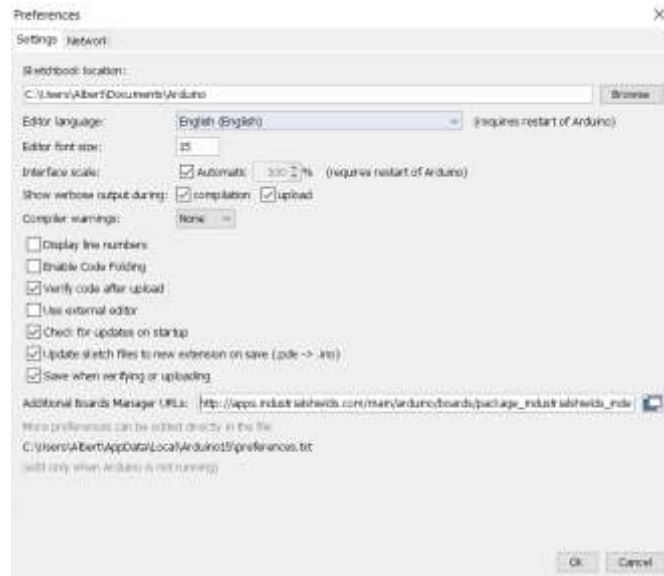 Preferences
Settings Network
Sketchbook location:
C:\Users\Albert\Documents\Arduino Browse
Editor language: English (English) (requires restart of Arduino)
Editor font size: 15
Interface scale: Automatic 100 % (requires restart of Arduino)
Show verbose output during: compilation upload
Compiler warnings: None
Display line numbers
Enable Code Folding
Verify code after upload
Use external editor
Check for updates on startup
Update sketch files to new extension on save (.pde -> .ino)
Save when verifying or uploading
Additional Boards Manager URLs: http://apps.industrialshields.com/main/arduino/boards/package_industrialshields_inde
More preferences can be edited directly in the file
C:\Users\Albert\AppData\Local\Arduino15\preferences.txt
(edit only when Arduino is not running)
OK Cancel